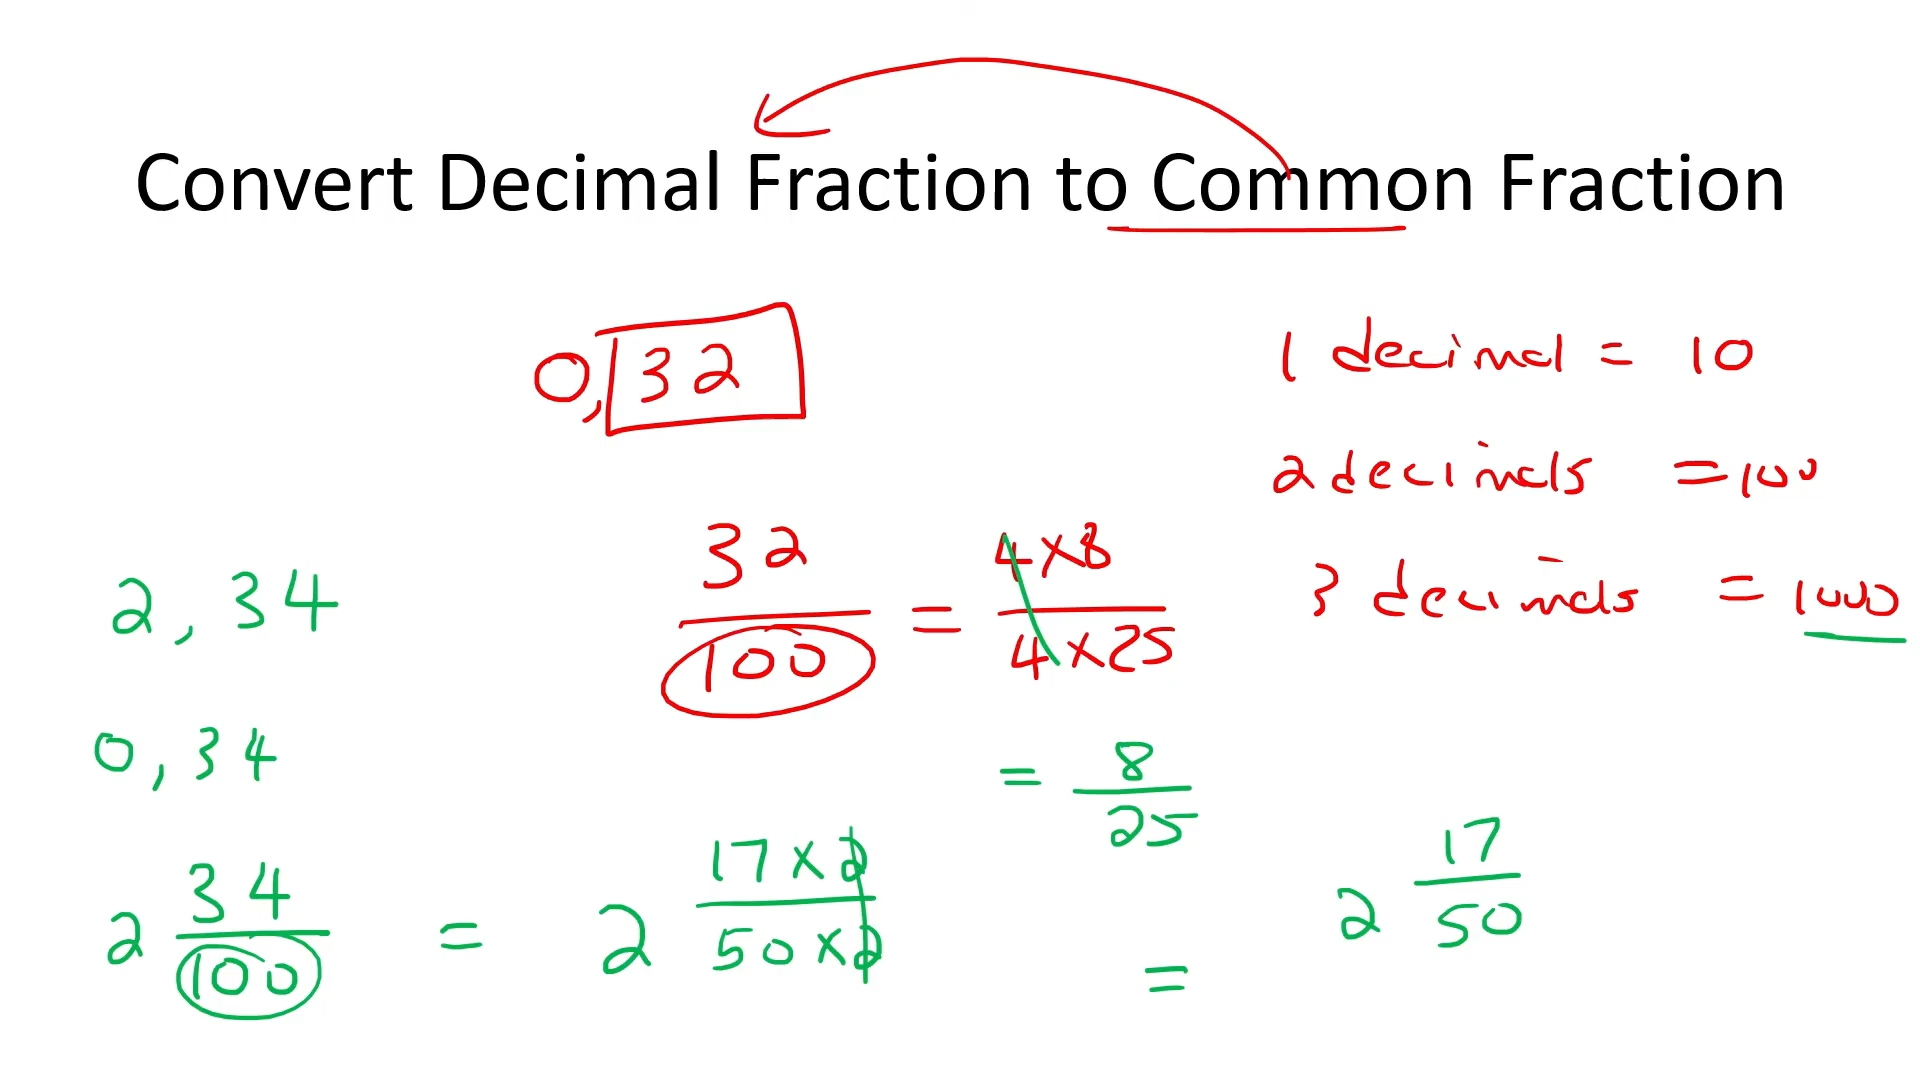 Convert Decimal Fraction to Common Fraction
0,32
1 decimal = 10
2 decimals = 100
3 decimals = 1000
32/100 = 4×8/4×25
= 8/25
2,34
0,34
2 34/100 = 2 17×2/50×2 = 2 17/50